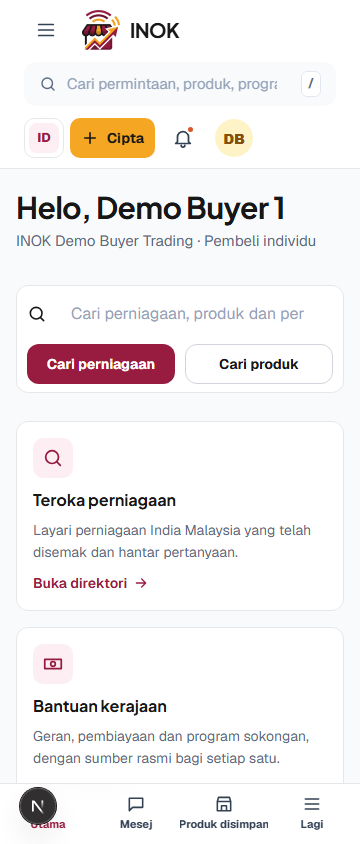 INOK
Cari permintaan, produk, progra
/
ID
Cipta
DB
Helo, Demo Buyer 1
INOK Demo Buyer Trading · Pembeli individu
Cari perniagaan, produk dan per
Cari perniagaan
Cari produk
Teroka perniagaan
Layari perniagaan India Malaysia yang telah
disemak dan hantar pertanyaan.
Buka direktori →
Bantuan kerajaan
Geran, pembiayaan dan program sokongan,
dengan sumber rasmi bagi setiap satu.
N
Utama
Mesej
Produk disimpan
Lagi